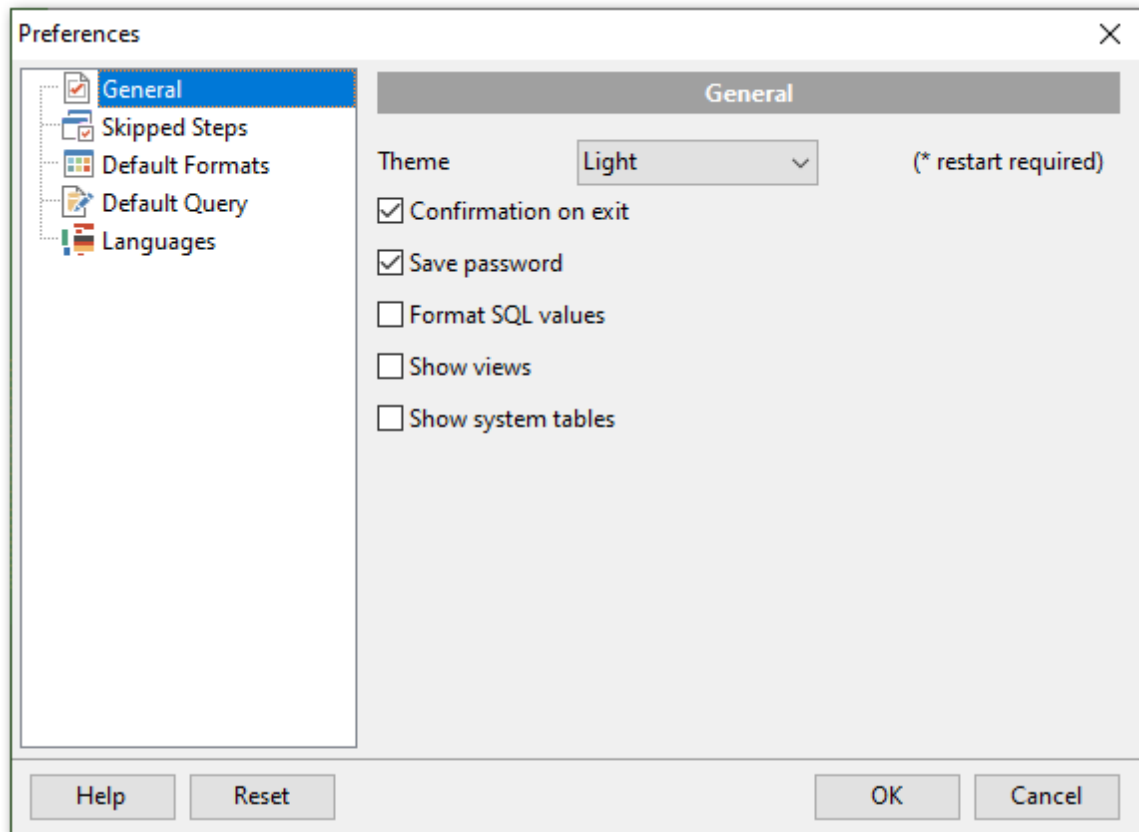 Preferences
General
Skipped Steps
Default Formats
Default Query
Languages
General
Theme Light (* restart required)
Confirmation on exit
Save password
Format SQL values
Show views
Show system tables
Help Reset OK Cancel